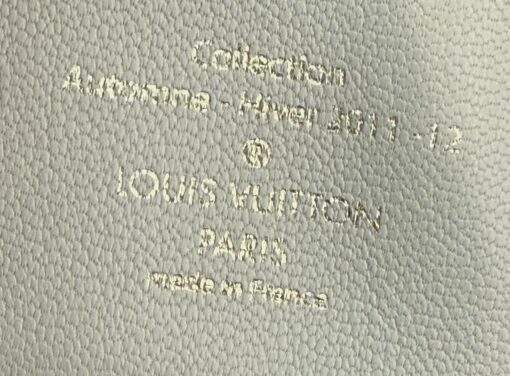 Collection
Automne - Hiver 2011-12
®
LOUIS VUITTON
PARIS
made in France